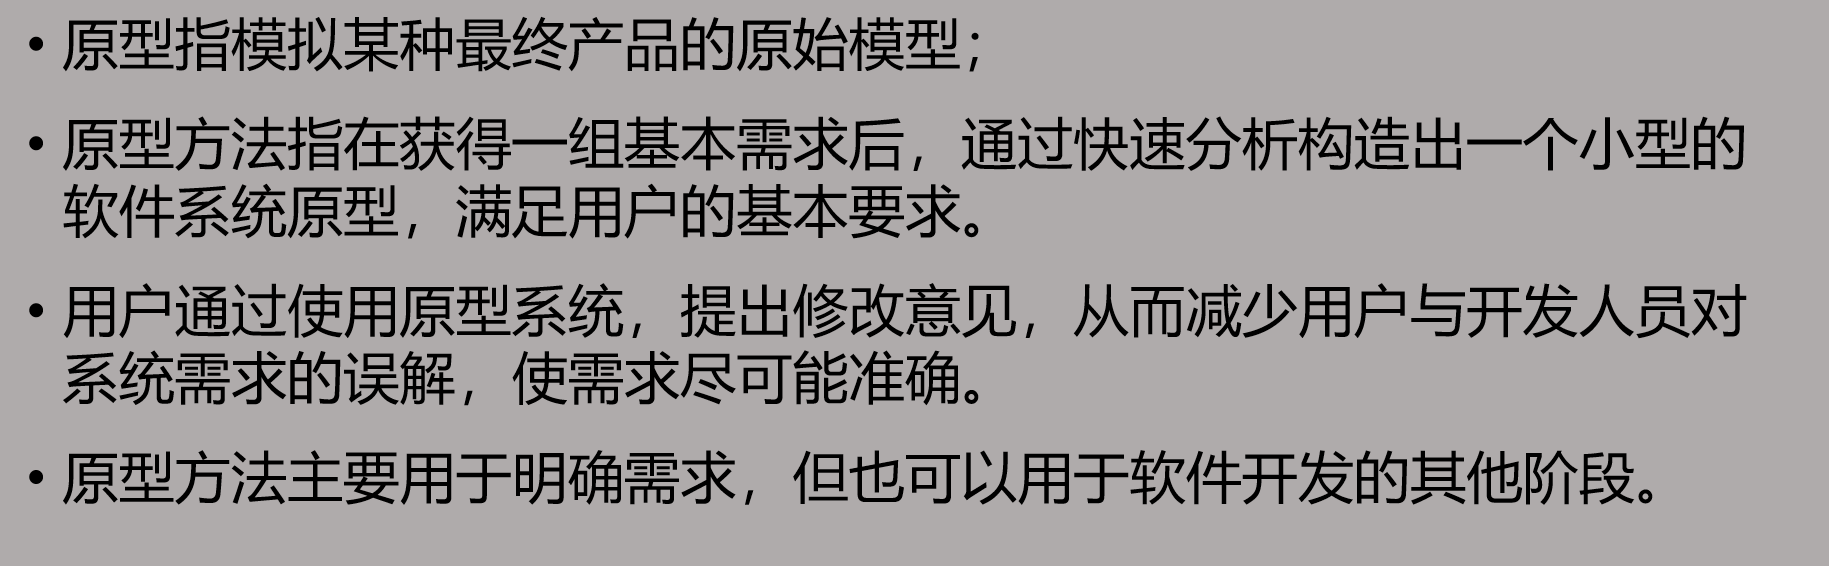 • 原型指模拟某种最终产品的原始模型；
• 原型方法指在获得一组基本需求后，通过快速分析构造出一个小型的
软件系统原型，满足用户的基本要求。
• 用户通过使用原型系统，提出修改意见，从而减少用户与开发人员对
系统需求的误解，使需求尽可能准确。
• 原型方法主要用于明确需求，但也可以用于软件开发的其他阶段。